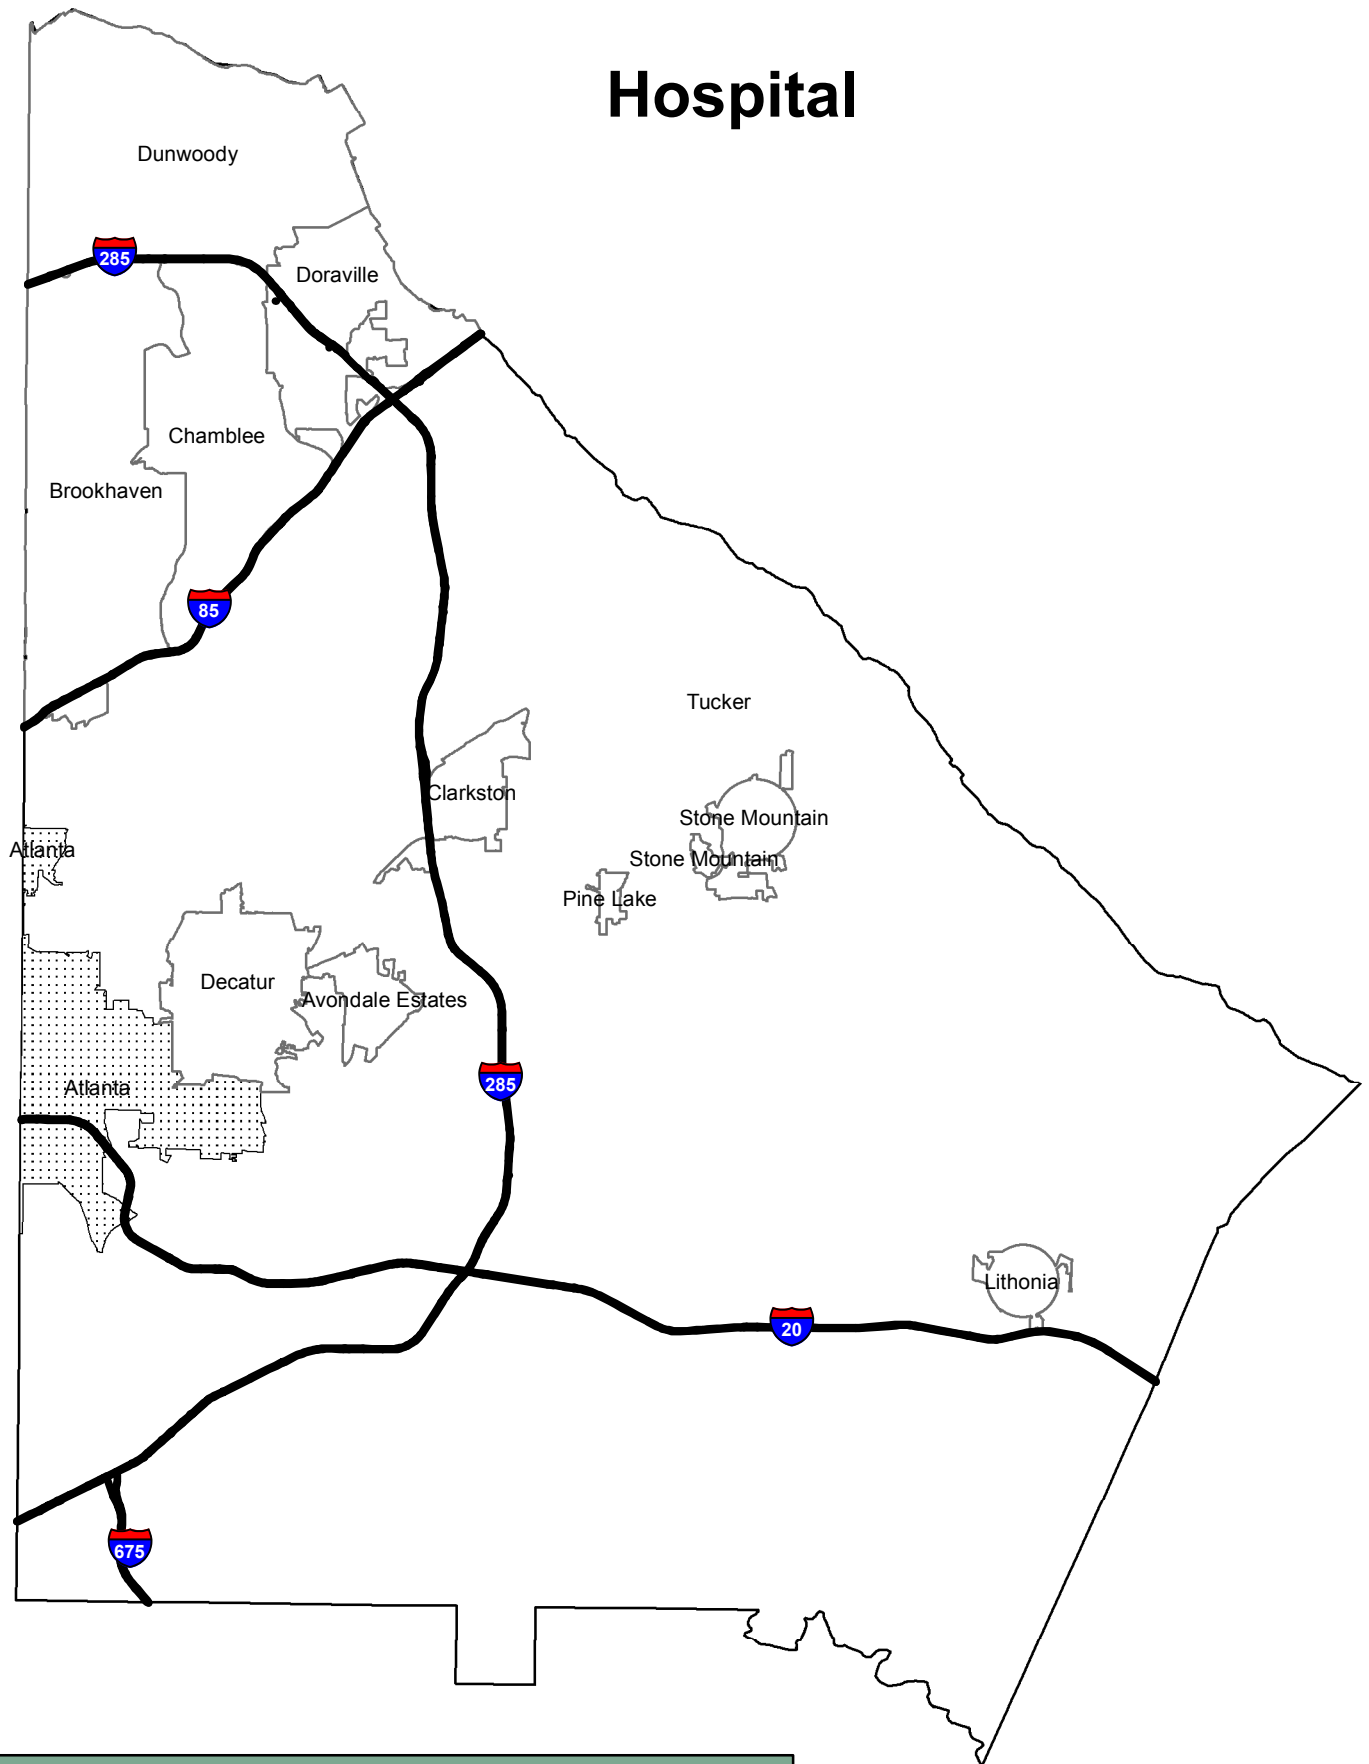 Hospital
Dunwoody
285
Doraville
Chamblee
Brookhaven
85
Tucker
Clarkston
Stone Mountain
Atlanta
Stone Mountain
Pine Lake
Decatur
Avondale Estates
285
Atlanta
Lithonia
20
675